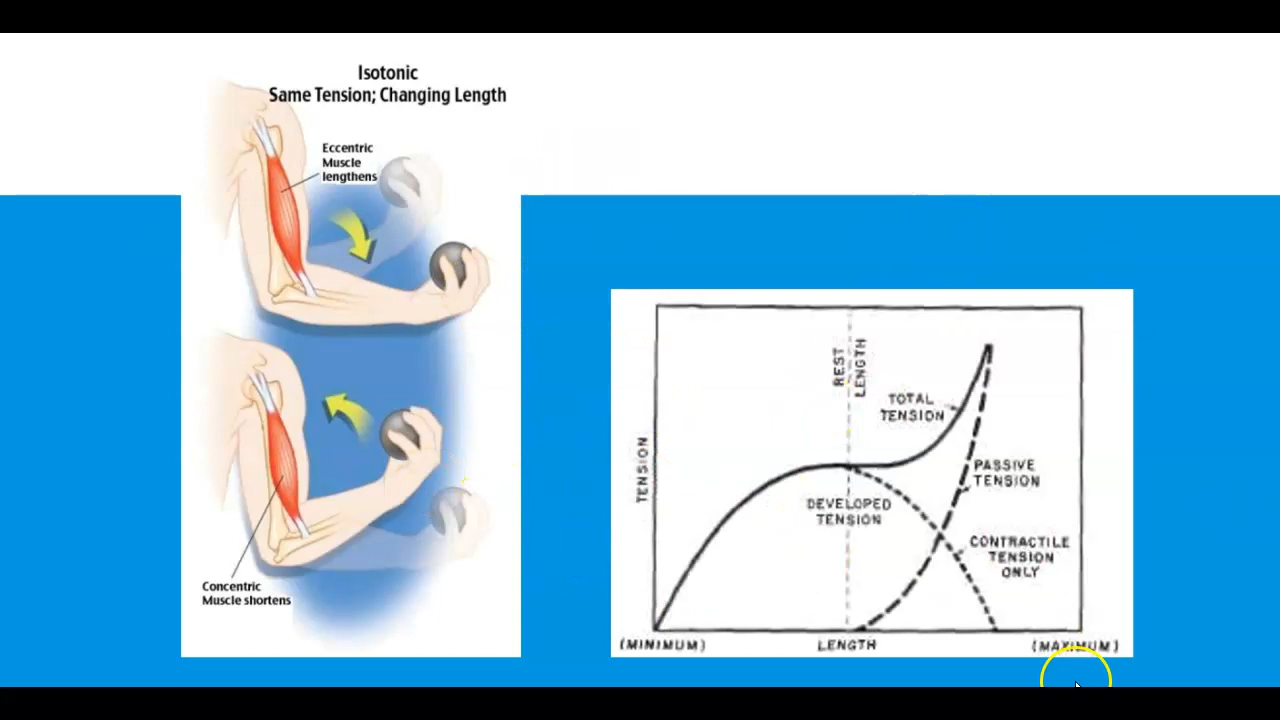 Isotonic
Same Tension; Changing Length
Eccentric
Muscle
lengthens
Concentric
Muscle shortens
TENSION
REST
LENGTH
TOTAL
TENSION
PASSIVE
TENSION
DEVELOPED
TENSION
CONTRACTILE
TENSION
ONLY
(MINIMUM)
LENGTH
(MAXIMUM)